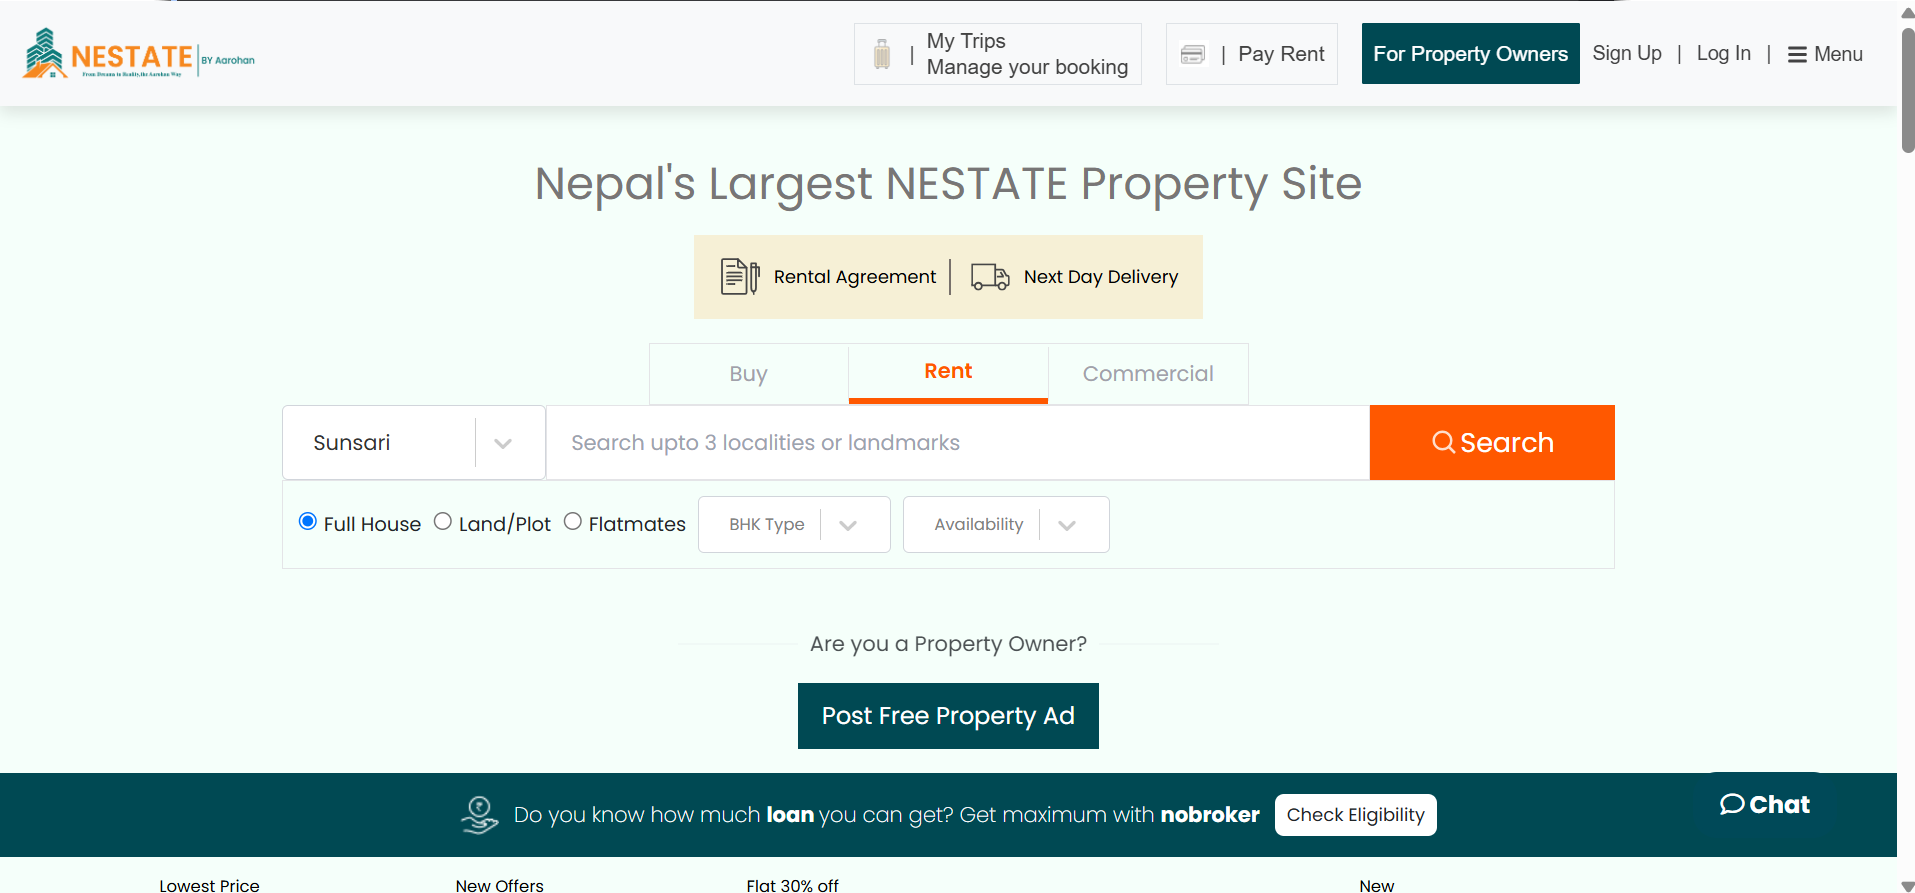 NESTATE
BY Aarohan
From Dreams to Reality, the Aarohan Way
| My Trips
Manage your booking
| Pay Rent
For Property Owners
Sign Up | Log In | Menu
Nepal's Largest NESTATE Property Site
Rental Agreement
Next Day Delivery
Buy
Rent
Commercial
Sunsari
Search upto 3 localities or landmarks
Search
Full House
Land/Plot
Flatmates
BHK Type
Availability
Are you a Property Owner?
Post Free Property Ad
Do you know how much loan you can get? Get maximum with nobroker
Check Eligibility
Chat
Lowest Price
New Offers
Flat 30% off
New